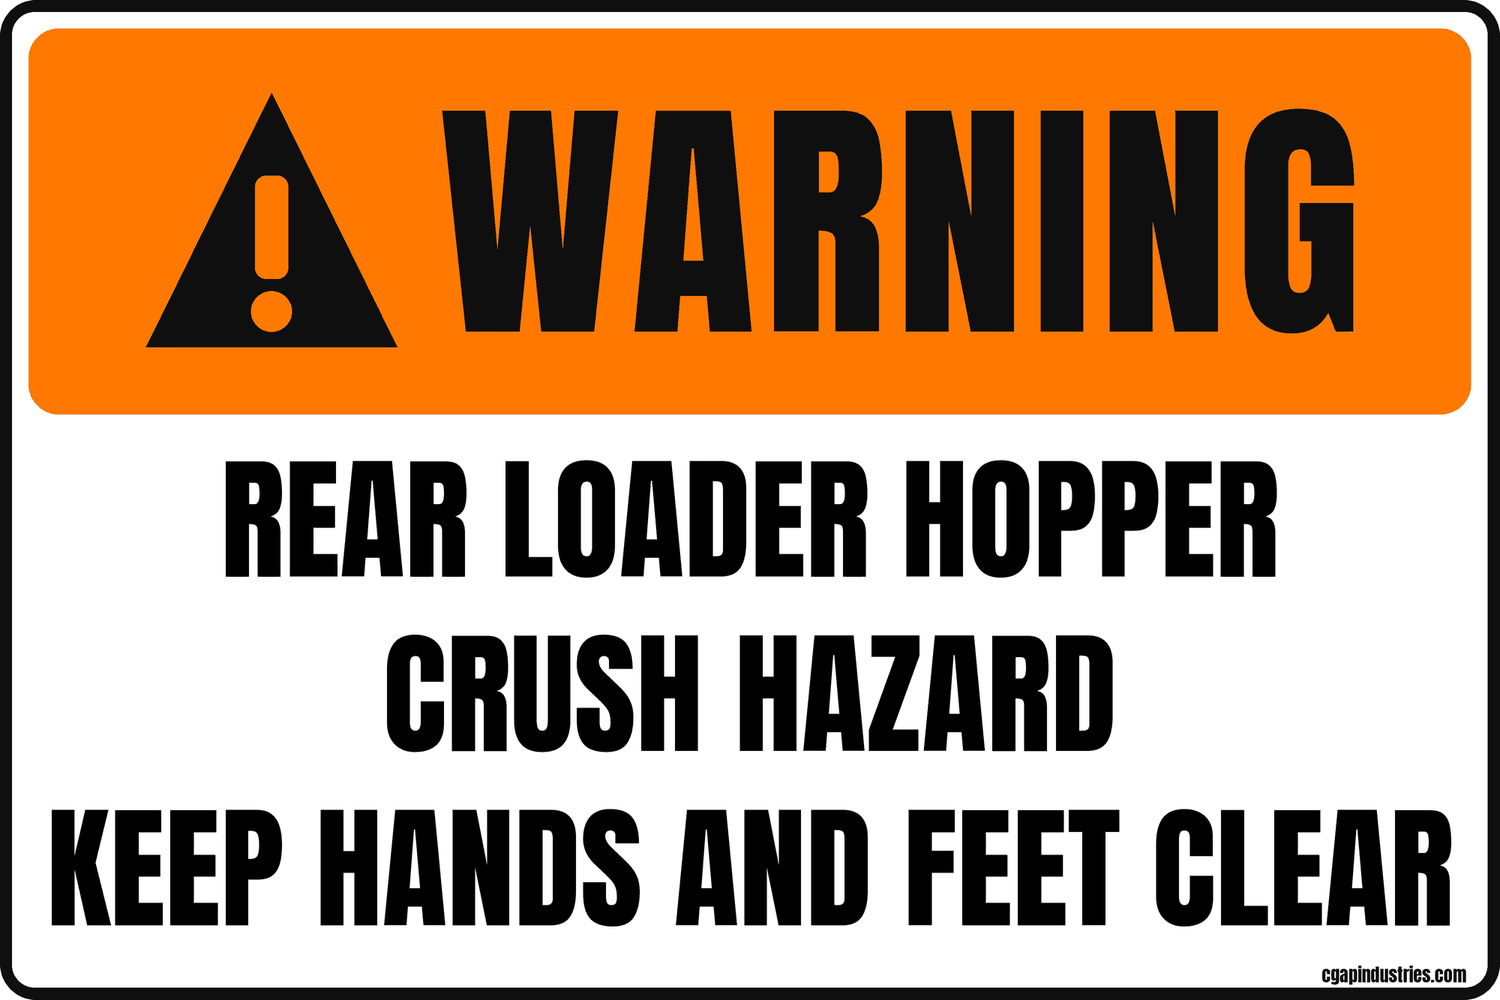 WARNING
REAR LOADER HOPPER
CRUSH HAZARD
KEEP HANDS AND FEET CLEAR
cgapindustries.com